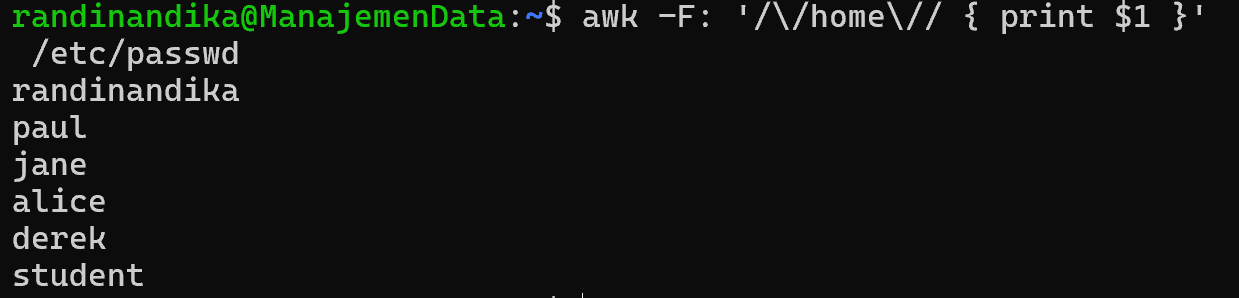 randinandika@ManajemenData:~$ awk -F: '/\/home\// { print $1 }'
 /etc/passwd
randinandika
paul
jane
alice
derek
student